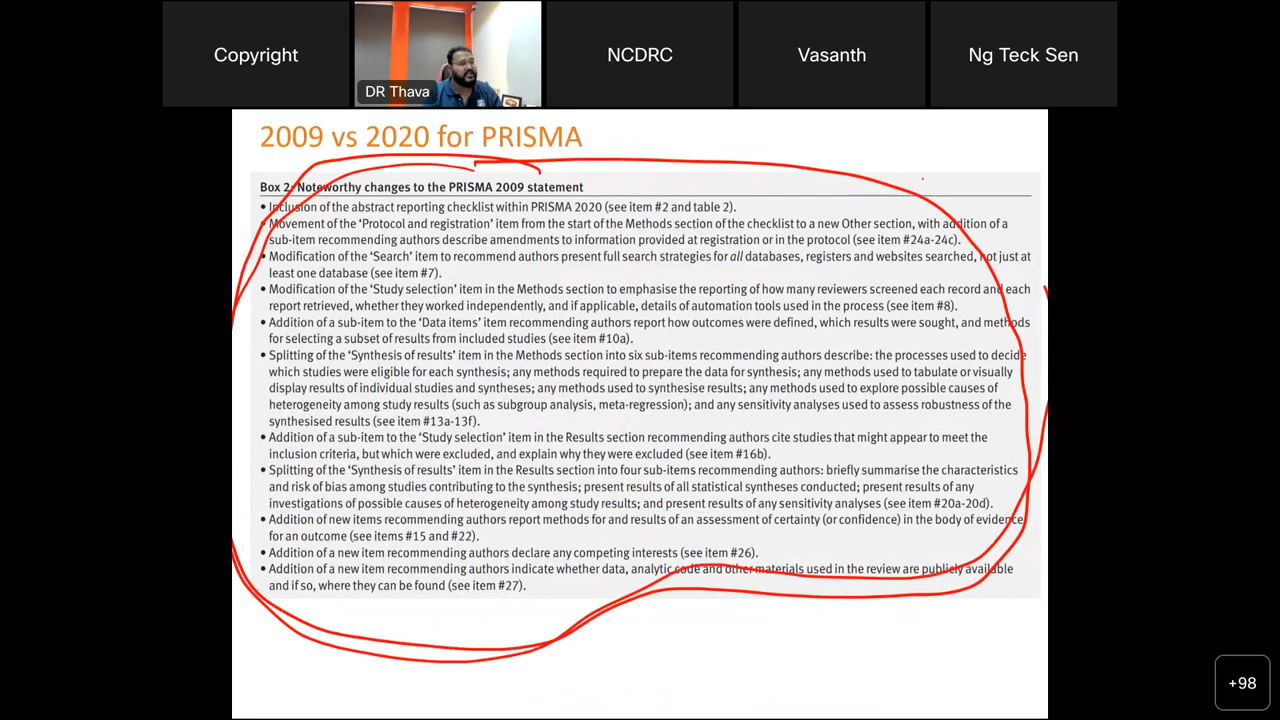 Copyright
DR Thava
NCDRC
Vasanth
Ng Teck Sen
2009 vs 2020 for PRISMA
Box 2: Noteworthy changes to the PRISMA 2009 statement
• Inclusion of the abstract reporting checklist within PRISMA 2020 (see item #2 and table 2).
• Movement of the ‘Protocol and registration’ item from the start of the Methods section of the checklist to a new Other section, with addition of a
sub-item recommending authors describe amendments to information provided at registration or in the protocol (see item #24a-24c).
• Modification of the ‘Search’ item to recommend authors present full search strategies for all databases, registers and websites searched, not just at
least one database (see item #7).
• Modification of the ‘Study selection’ item in the Methods section to emphasise the reporting of how many reviewers screened each record and each
report retrieved, whether they worked independently, and if applicable, details of automation tools used in the process (see item #8).
• Addition of a sub-item to the ‘Data items’ item recommending authors report how outcomes were defined, which results were sought, and methods
for selecting a subset of results from included studies (see item #10a).
• Splitting of the ‘Synthesis of results’ item in the Methods section into six sub-items recommending authors describe: the processes used to decide
which studies were eligible for each synthesis; any methods required to prepare the data for synthesis; any methods used to tabulate or visually
display results of individual studies and syntheses; any methods used to synthesise results; any methods used to explore possible causes of
heterogeneity among study results (such as subgroup analysis, meta-regression); and any sensitivity analyses used to assess robustness of the
synthesised results (see item #13a-13f).
• Addition of a sub-item to the ‘Study selection’ item in the Results section recommending authors cite studies that might appear to meet the
inclusion criteria, but which were excluded, and explain why they were excluded (see item #16b).
• Splitting of the ‘Synthesis of results’ item in the Results section into four sub-items recommending authors: briefly summarise the characteristics
and risk of bias among studies contributing to the synthesis; present results of all statistical syntheses conducted; present results of any
investigations of possible causes of heterogeneity among study results; and present results of any sensitivity analyses (see item #20a-20d).
• Addition of new items recommending authors report methods for and results of an assessment of certainty (or confidence) in the body of evidence
for an outcome (see items #15 and #22).
• Addition of a new item recommending authors declare any competing interests (see item #26).
• Addition of a new item recommending authors indicate whether data, analytic code and other materials used in the review are publicly available
and if so, where they can be found (see item #27).
+98